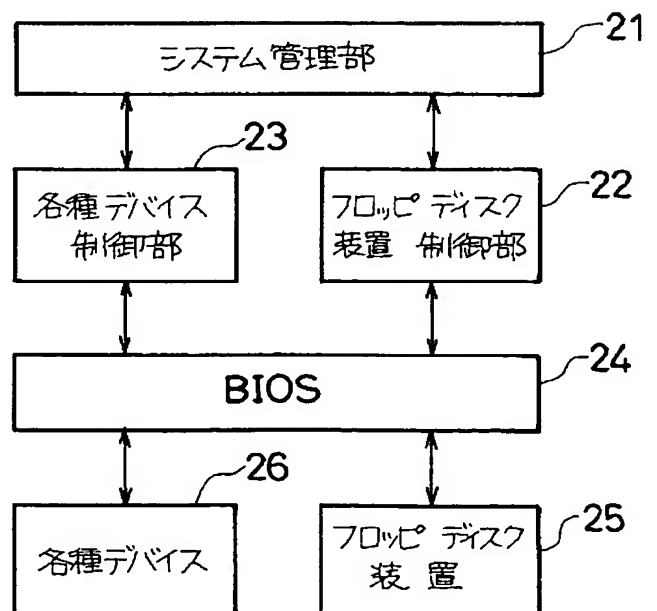 システム管理部
21
23
各種デバイス
制御部
22
フロッピ ディスク
装置 制御部
24
BIOS
26
各種デバイス
25
フロッピ ディスク
装置